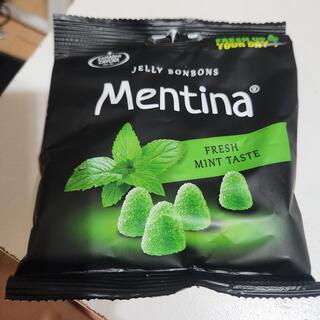 FRESH UP
YOUR DAY
JELLY BONBONS
Mentina®
FRESH
MINT TASTE